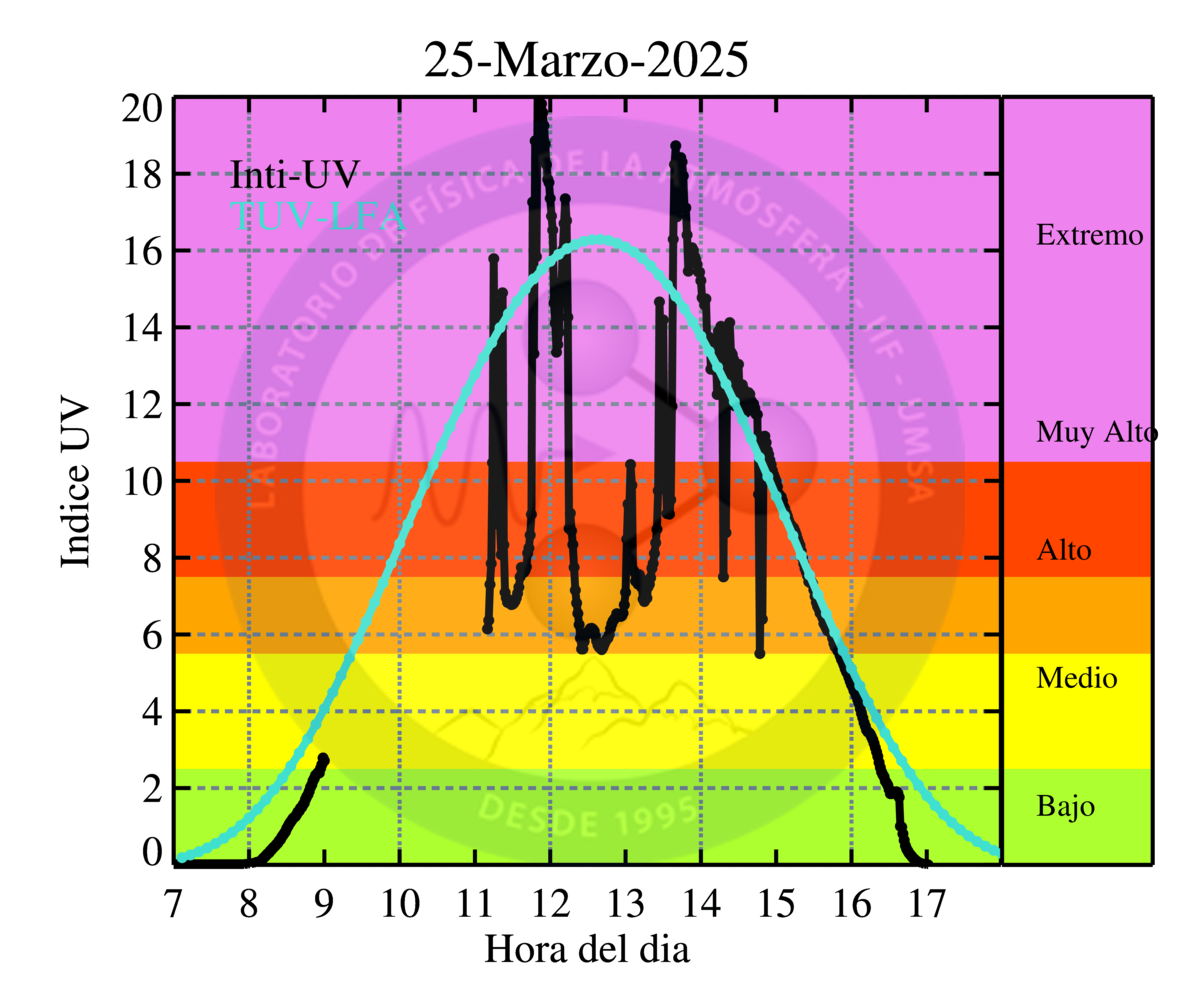 25-Marzo-2025
Inti-UV
TUV-LFA
LABORATORIO DE FÍSICA DE LA ATMÓSFERA - IIF - UMSA
DESDE 1995
Indice UV
20
18
16
14
12
10
8
6
4
2
0
Extremo
Muy Alto
Alto
Medio
Bajo
7 8 9 10 11 12 13 14 15 16 17
Hora del dia